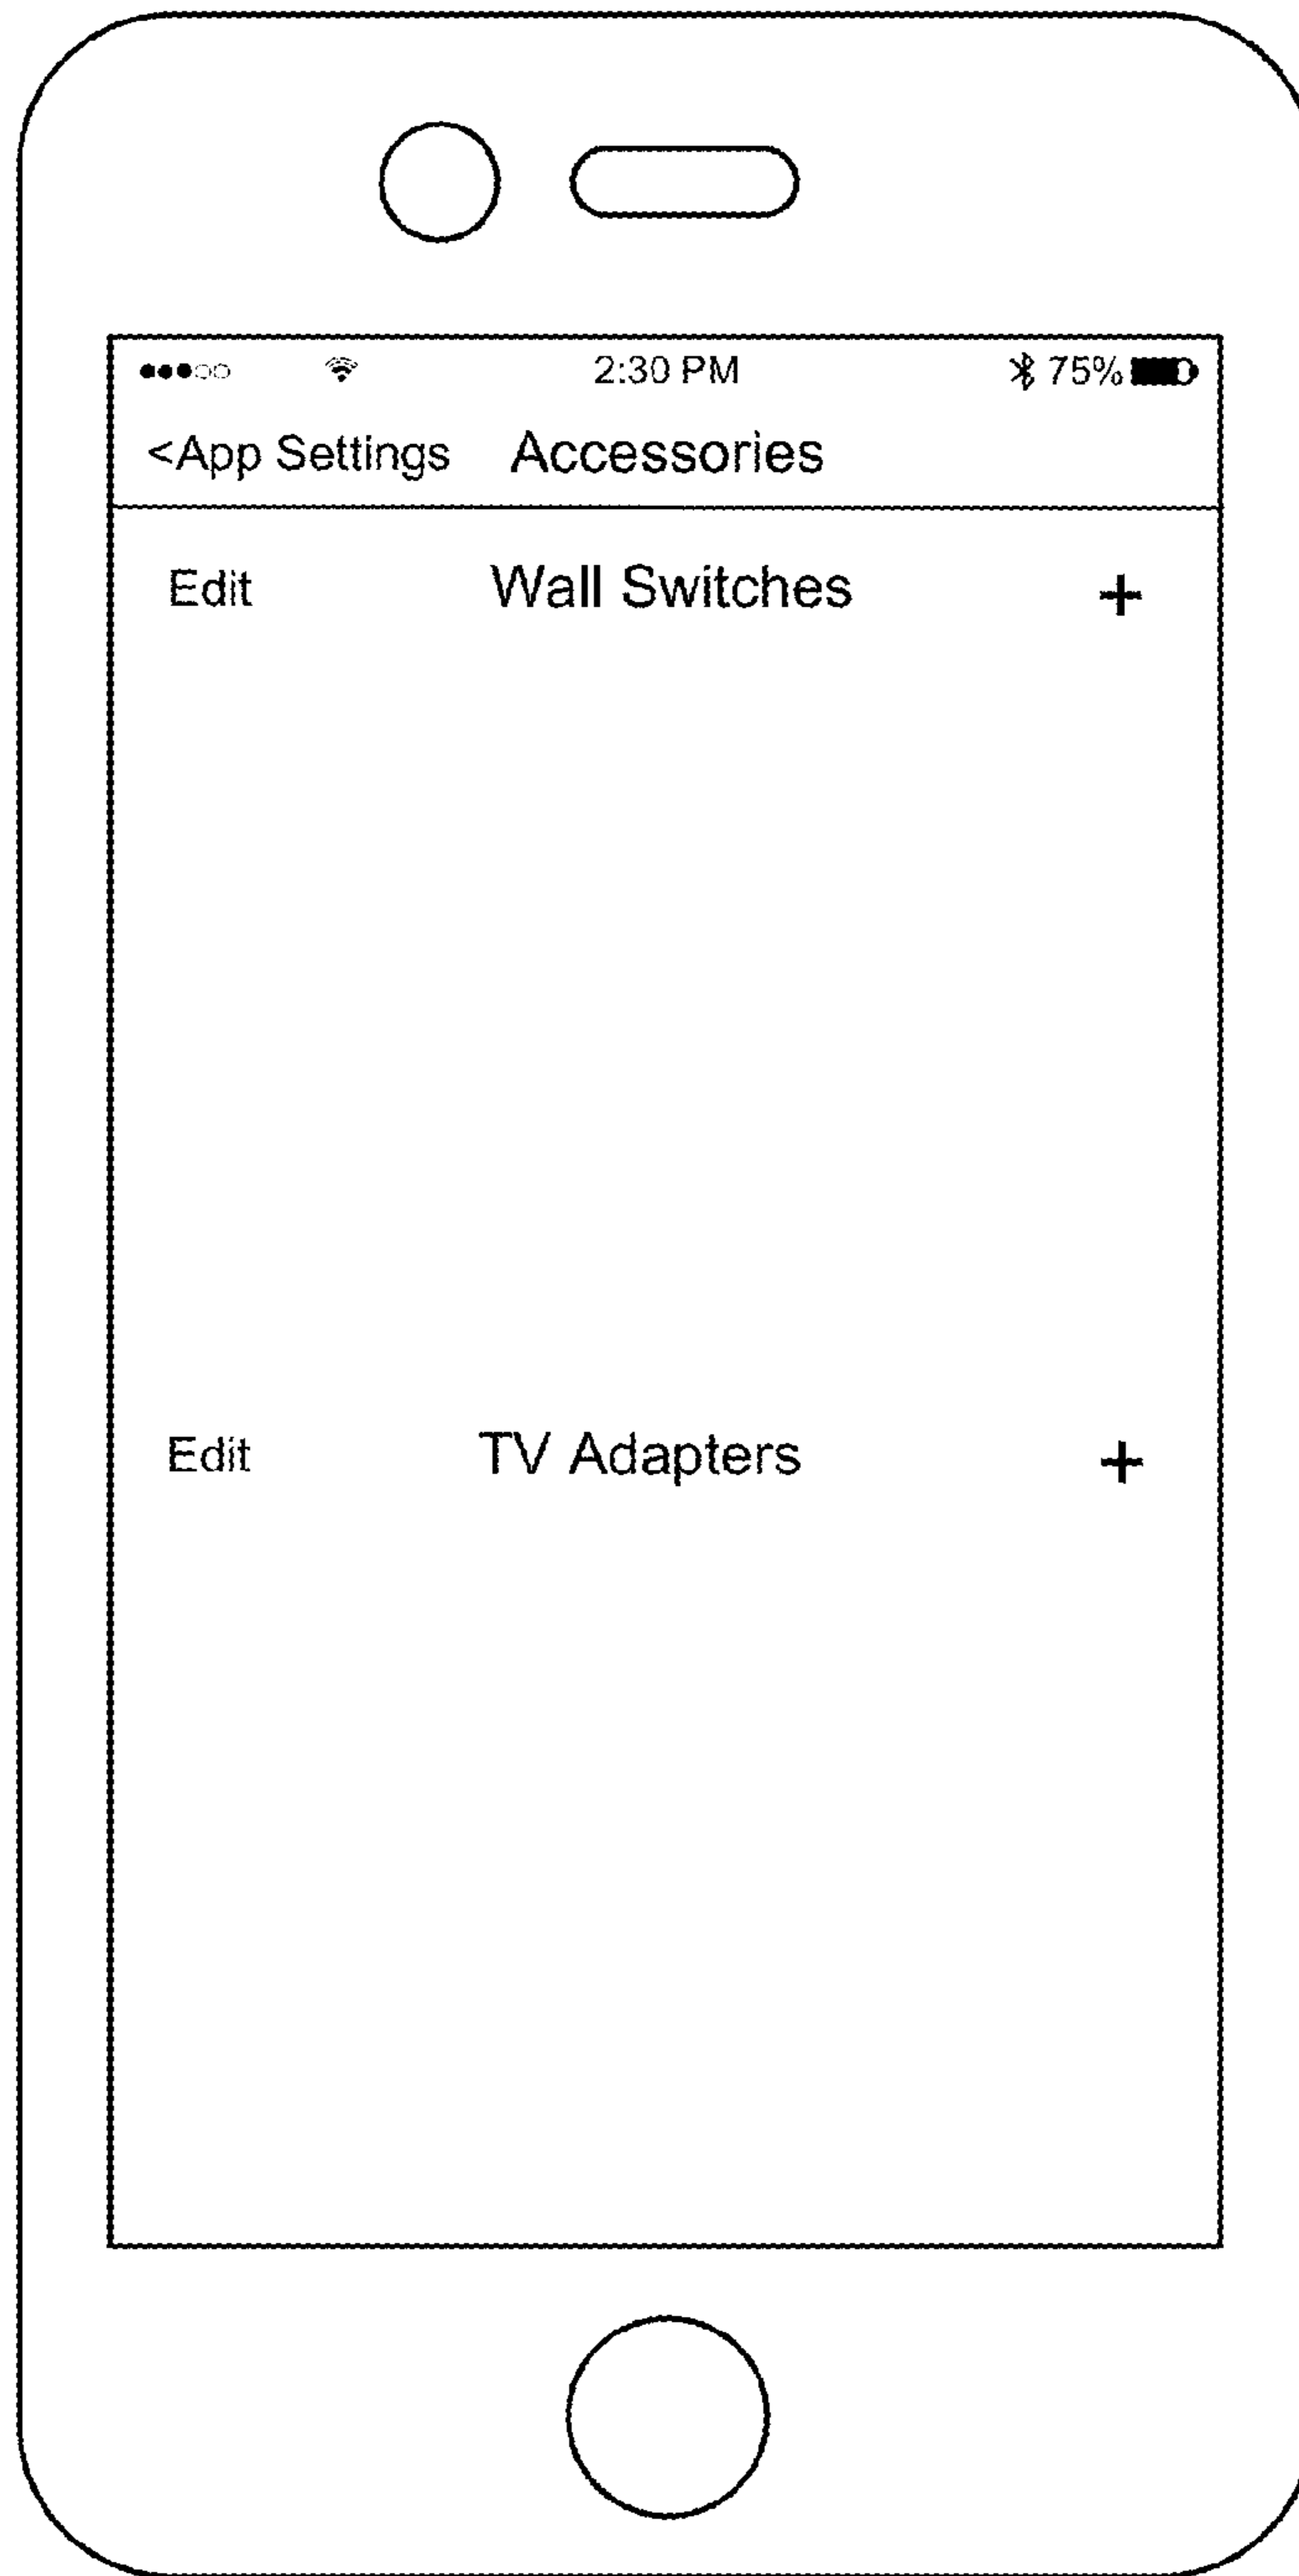 2:30 PM 75%
<App Settings Accessories
Edit Wall Switches +
Edit TV Adapters +